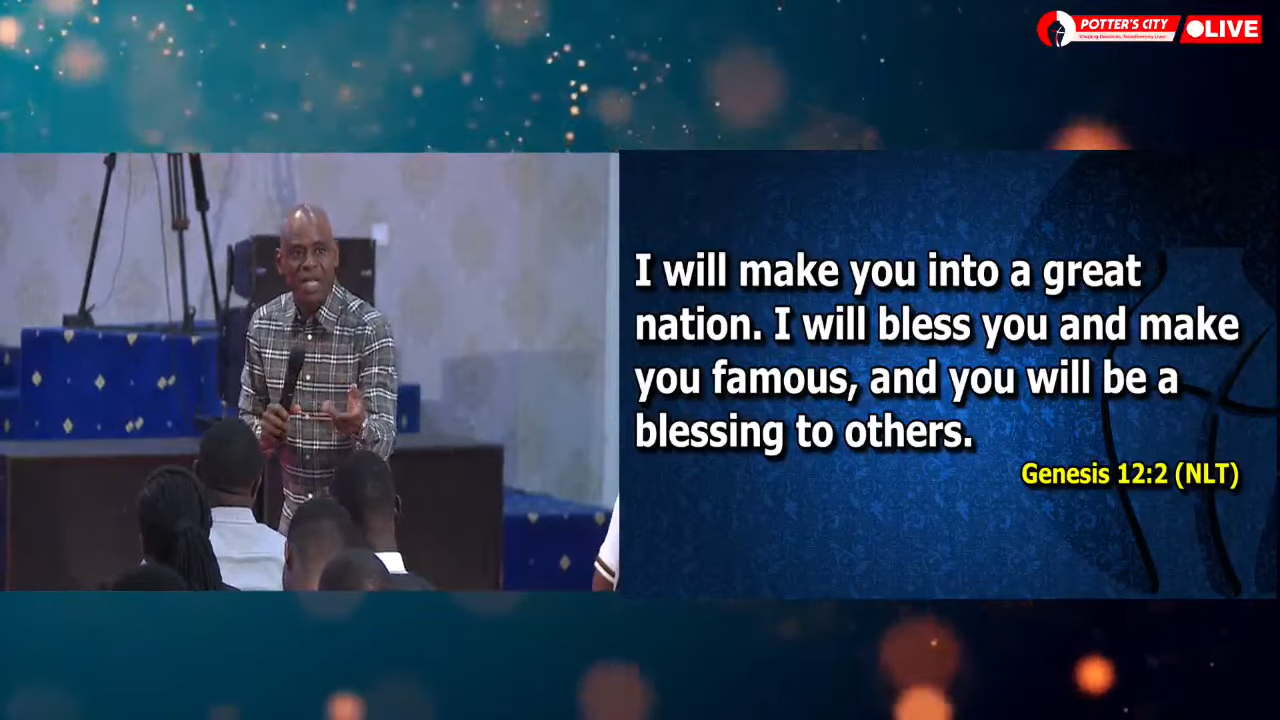 POTTER'S CITY
LIVE
I will make you into a great
nation. I will bless you and make
you famous, and you will be a
blessing to others.
Genesis 12:2 (NLT)